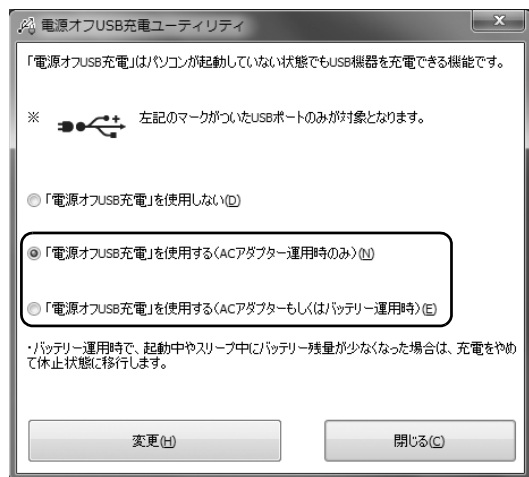 電源オフUSB充電ユーティリティ
「電源オフUSB充電」はパソコンが起動していない状態でもUSB機器を充電できる機能です。
※ 左記のマークがついたUSBポートのみが対象となります。
「電源オフUSB充電」を使用しない(D)
「電源オフUSB充電」を使用する(ACアダプター運用時のみ)(N)
「電源オフUSB充電」を使用する(ACアダプターもしくはバッテリー運用時)(E)
・バッテリー運用時で、起動中やスリープ中にバッテリー残量が少なくなった場合は、充電をやめ
て休止状態に移行します。
変更(H) 閉じる(C)